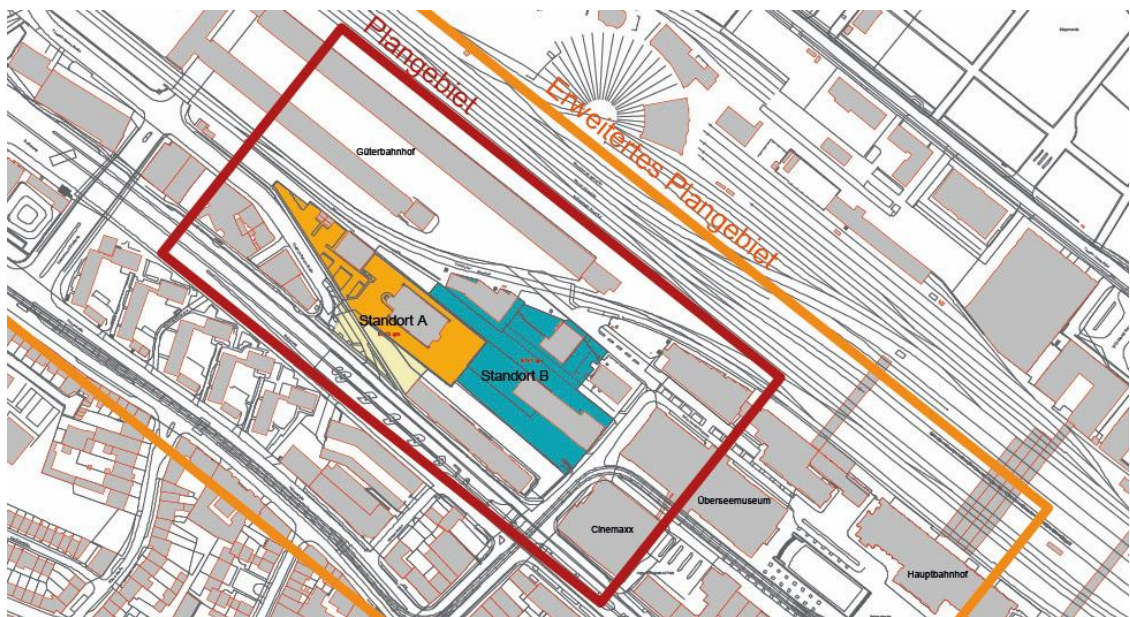 Plangebiet
Erweitertes Plangebiet
Güterbahnhof
Standort A
Standort B
Überseemuseum
Cinemaxx
Hauptbahnhof